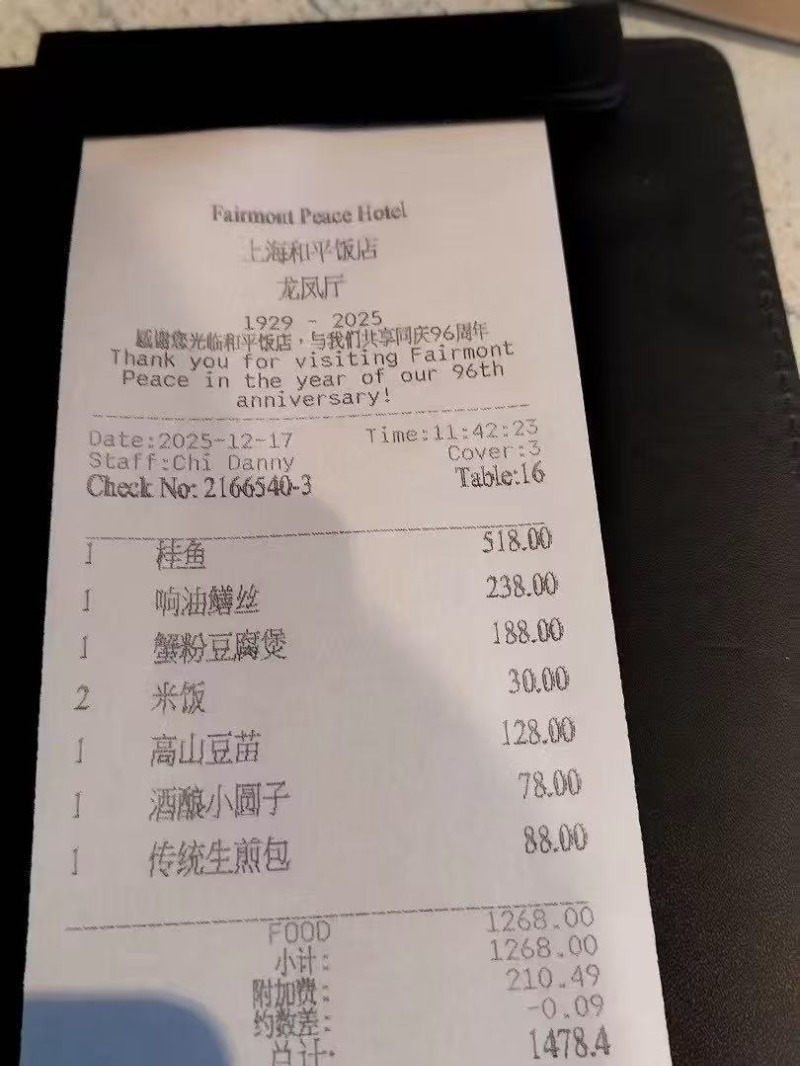 Fairmont Peace Hotel
上海和平饭店
龙凤厅
1929 - 2025
感谢您光临和平饭店，与我们共享同庆96周年
Thank you for visiting Fairmont
Peace in the year of our 96th
anniversary!
Date:2025-12-17 Time:11:42:23
Staff:Chi Danny Cover:3
Check No: 2166540-3 Table:16
1 桂鱼 518.00
1 响油鳝丝 238.00
1 蟹粉豆腐煲 188.00
2 米饭 30.00
1 高山豆苗 128.00
1 酒酿小圆子 78.00
1 传统生煎包 88.00
FOOD 1268.00
小计: 1268.00
附加费: 210.49
约数差: -0.09
总计: 1478.4